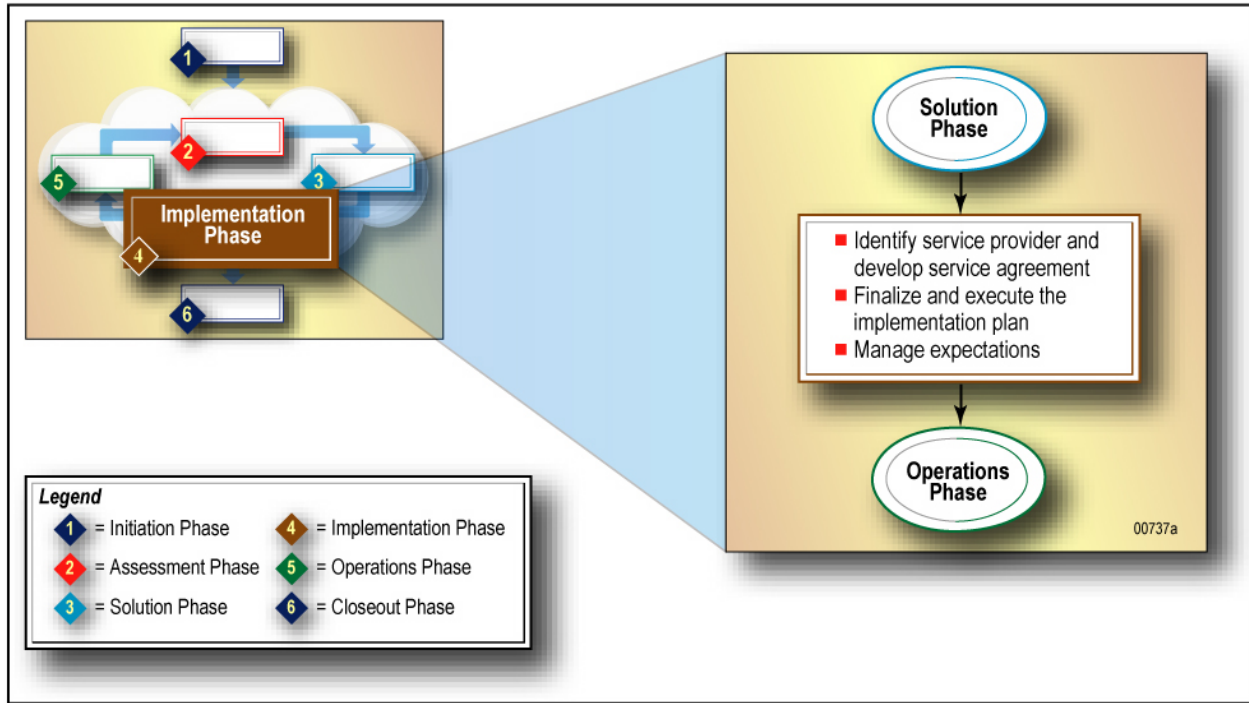 1
2
3
5
Implementation
Phase
4
6
Solution
Phase
■ Identify service provider and
develop service agreement
■ Finalize and execute the
implementation plan
■ Manage expectations
Operations
Phase
00737a
Legend
1 = Initiation Phase
2 = Assessment Phase
3 = Solution Phase
4 = Implementation Phase
5 = Operations Phase
6 = Closeout Phase